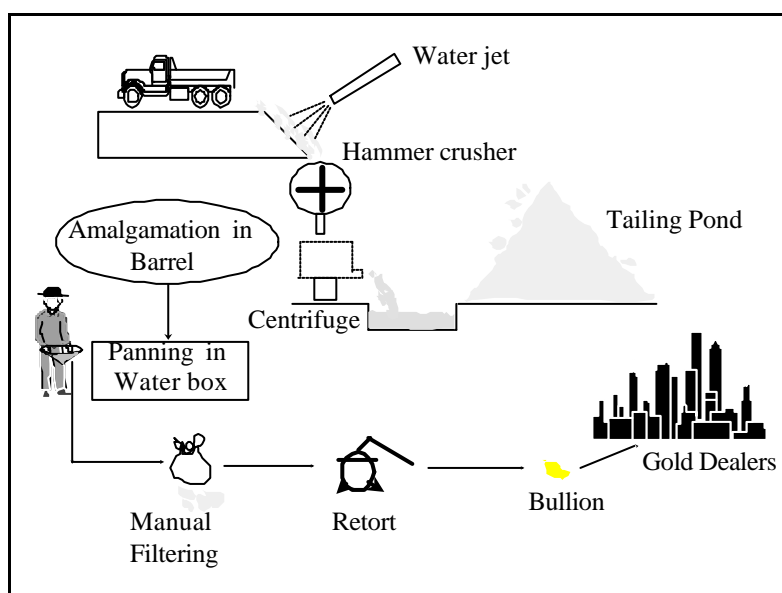 Water jet
Hammer crusher
Amalgamation in
Barrel
Tailing Pond
Centrifuge
Panning in
Water box
Gold Dealers
Manual
Filtering
Retort
Bullion